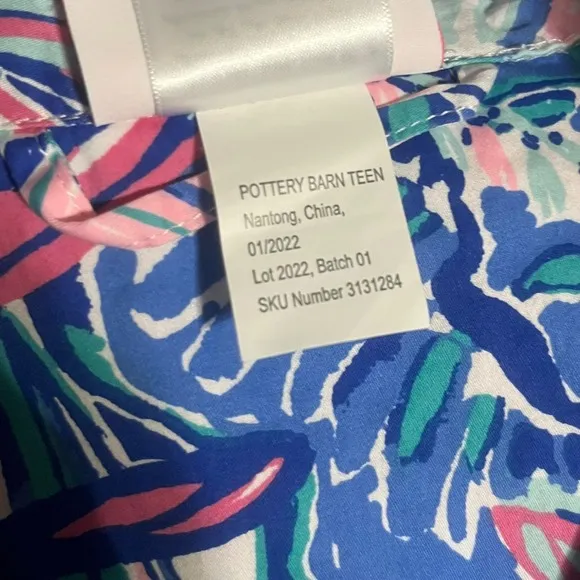 POTTERY BARN TEEN
Nantong, China,
01/2022
Lot 2022, Batch 01
SKU Number 3131284